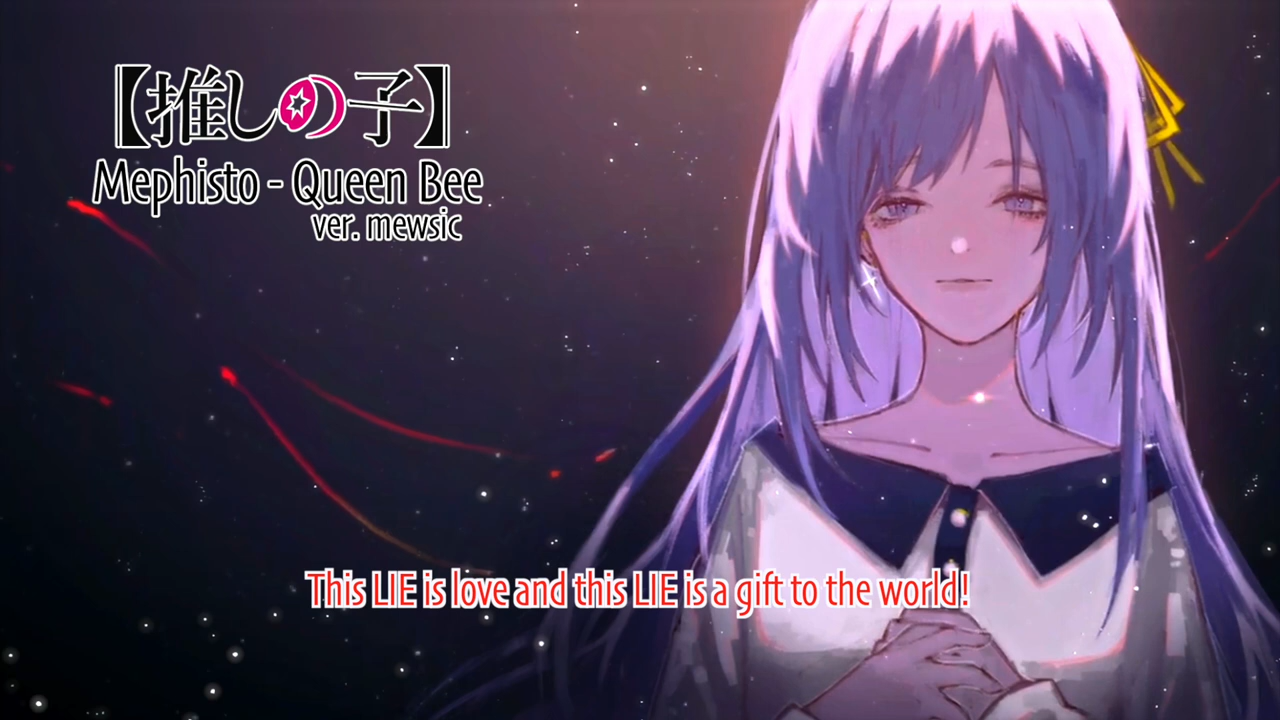 【推しの子】
Mephisto - Queen Bee
ver. mewsic
This LIE is love and this LIE is a gift to the world!